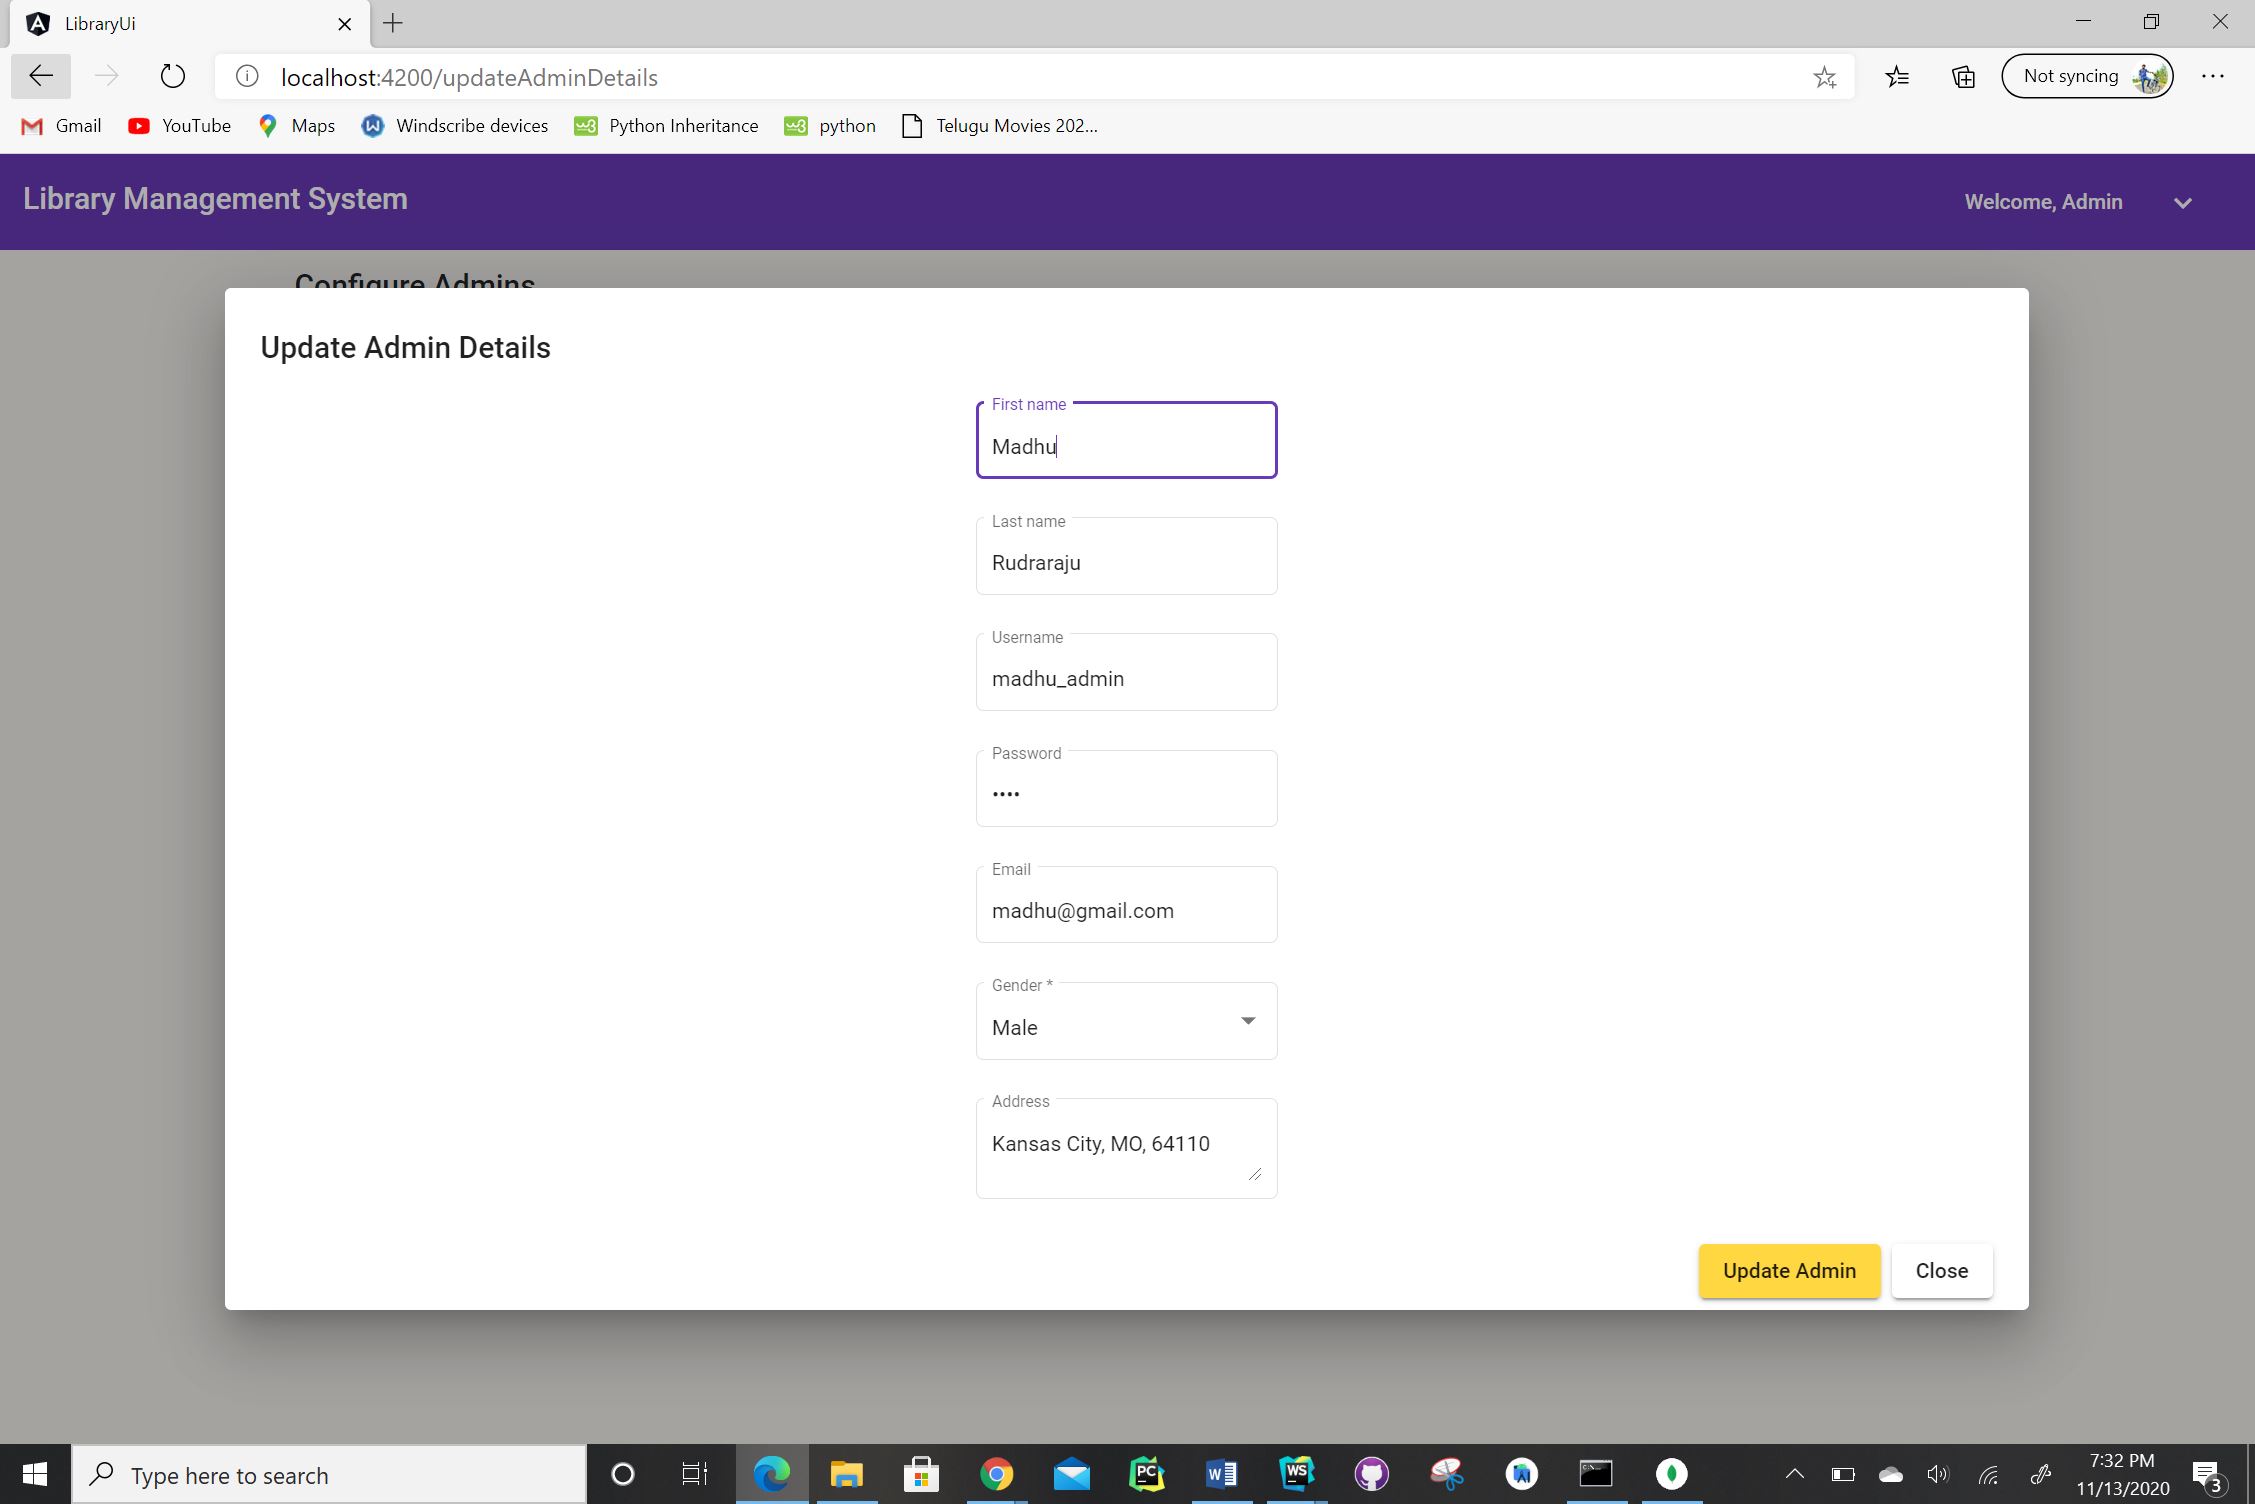 LibraryUi
localhost:4200/updateAdminDetails
Not syncing
Gmail YouTube Maps Windscribe devices Python Inheritance python Telugu Movies 202...
Library Management System
Welcome, Admin
Configure Admins
Update Admin Details
First name
Madhu
Last name
Rudraraju
Username
madhu_admin
Password
••••
Email
madhu@gmail.com
Gender *
Male
Address
Kansas City, MO, 64110
Update Admin
Close
Type here to search
7:32 PM
11/13/2020
3